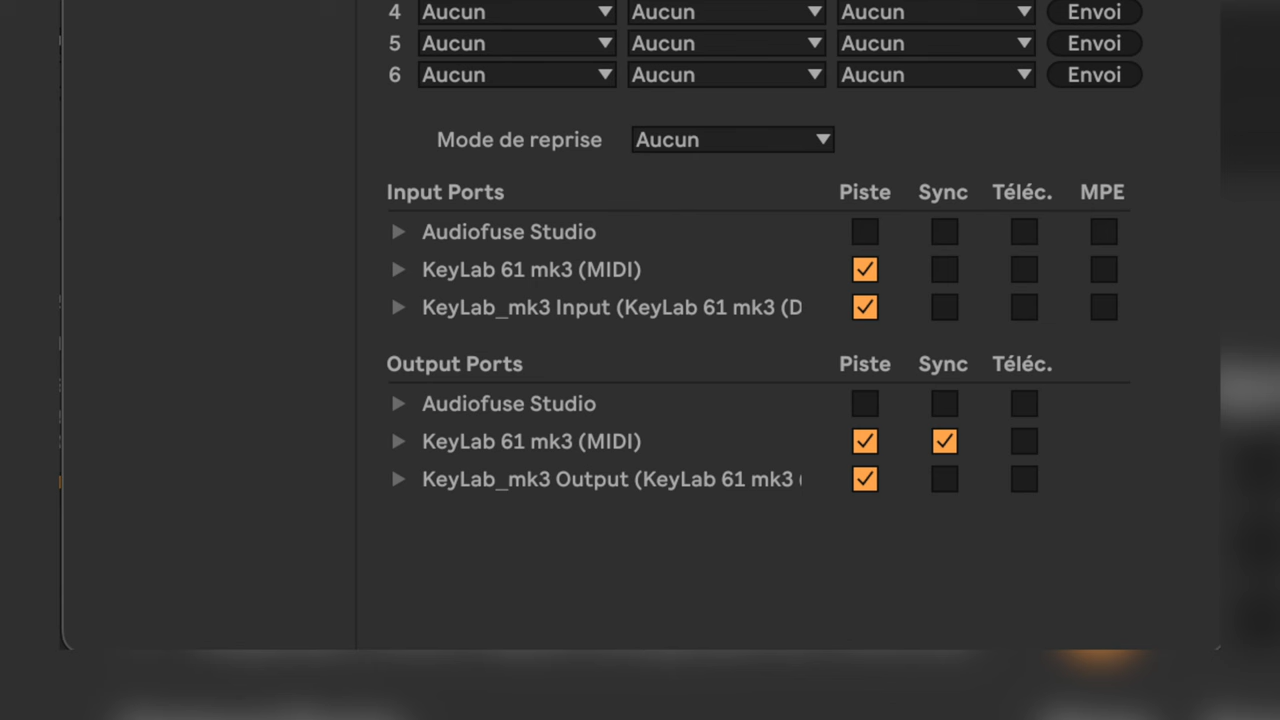 4 Aucun Aucun Aucun Envoi
5 Aucun Aucun Aucun Envoi
6 Aucun Aucun Aucun Envoi
Mode de reprise Aucun
Input Ports Piste Sync Téléc. MPE
Audiofuse Studio
KeyLab 61 mk3 (MIDI)
KeyLab_mk3 Input (KeyLab 61 mk3 (D
Output Ports Piste Sync Téléc.
Audiofuse Studio
KeyLab 61 mk3 (MIDI)
KeyLab_mk3 Output (KeyLab 61 mk3 (